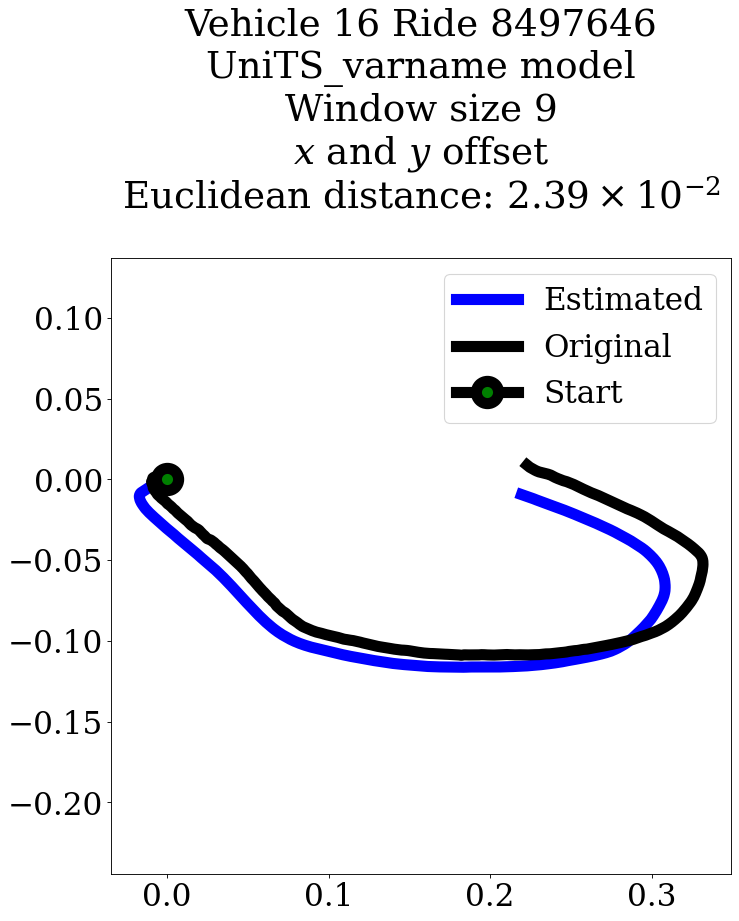 Vehicle 16 Ride 8497646
UniTS_varname model
Window size 9
x and y offset
Euclidean distance: 2.39 × 10⁻²
Estimated
Original
Start
0.10
0.05
0.00
−0.05
−0.10
−0.15
−0.20
0.0 0.1 0.2 0.3